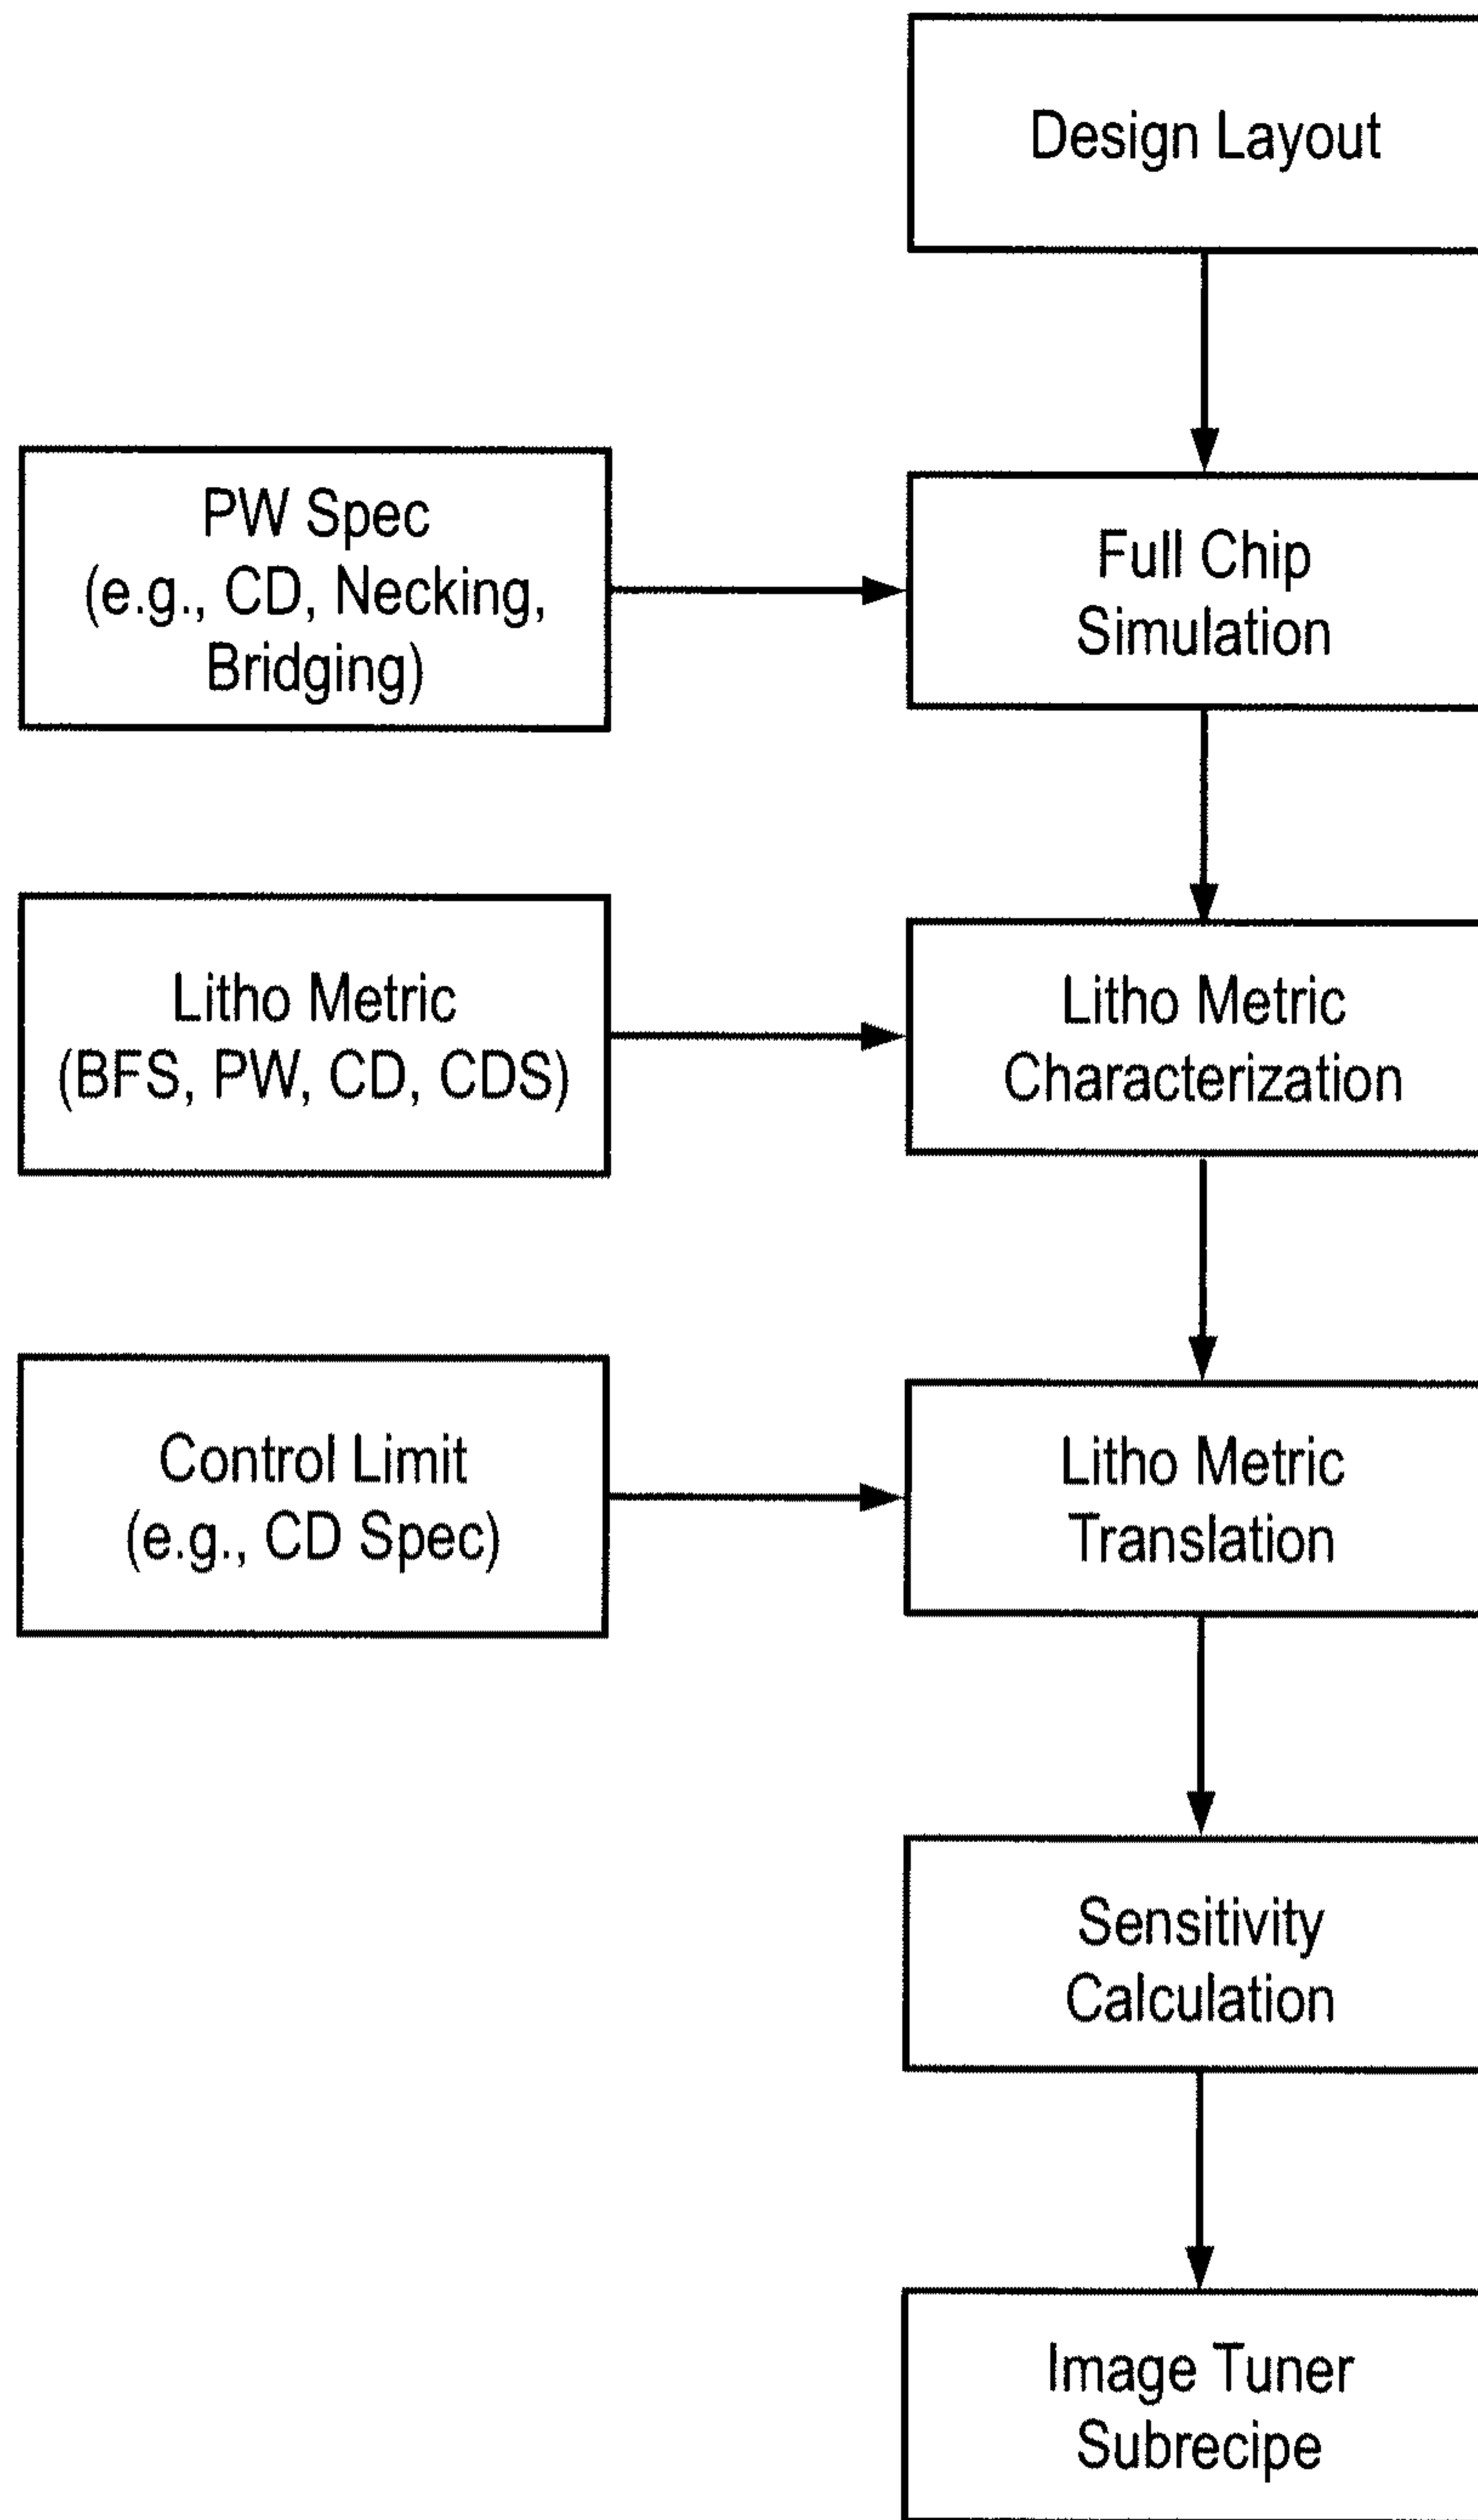 Design Layout
PW Spec
(e.g., CD, Necking,
Bridging)
Full Chip
Simulation
Litho Metric
(BFS, PW, CD, CDS)
Litho Metric
Characterization
Control Limit
(e.g., CD Spec)
Litho Metric
Translation
Sensitivity
Calculation
Image Tuner
Subrecipe